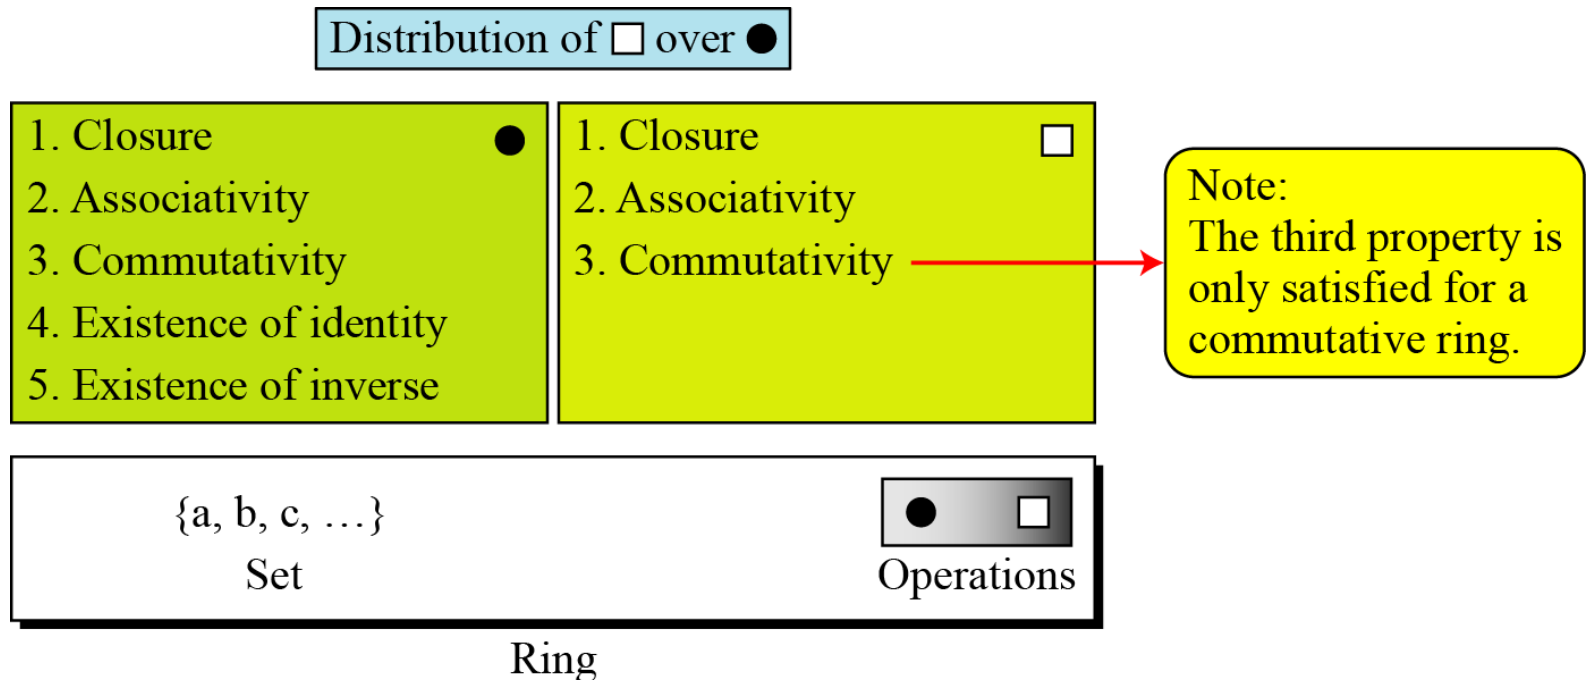 Distribution of □ over ●
1. Closure ●
2. Associativity
3. Commutativity
4. Existence of identity
5. Existence of inverse
1. Closure □
2. Associativity
3. Commutativity
Note:
The third property is
only satisfied for a
commutative ring.
{a, b, c, …}
Set
● □
Operations
Ring